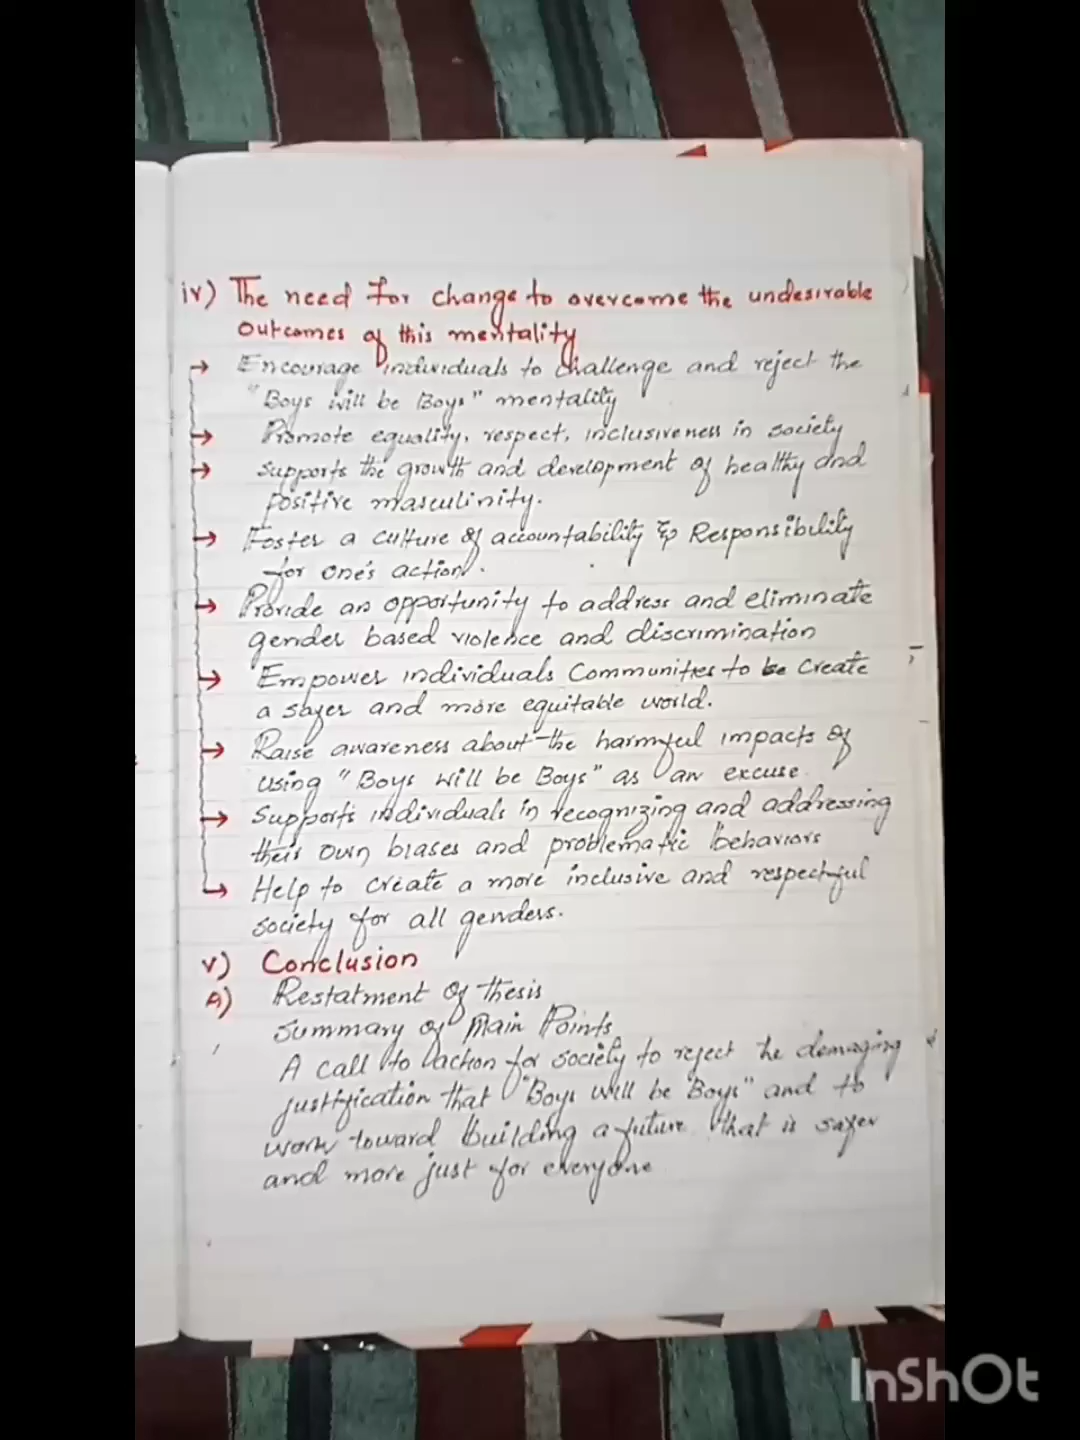 iv) The need for change to overcome the undesirable
outcomes of this mentality
→ Encourage individuals to challenge and reject the
"Boys will be Boys" mentality
→ Promote equality, respect, inclusiveness in society
→ Supports the growth and development of healthy and
positive masculinity.
→ Foster a culture of accountability & Responsibility
for one's action.
→ Provide an opportunity to address and eliminate
gender based violence and discrimination
→ Empower individuals Communities to be create
a safer and more equitable world.
→ Raise awareness about the harmful impacts of
using "Boys will be Boys" as an excuse
→ Supports individuals in recognizing and addressing
their own biases and problematic behaviors
→ Help to create a more inclusive and respectful
society for all genders.
v) Conclusion
A) Restatment of thesis
Summary of Main Points
A call to action for society to reject he demaging
justification that "Boys will be Boys" and to
work toward building a future that is safer
and more just for everyone
InShOt